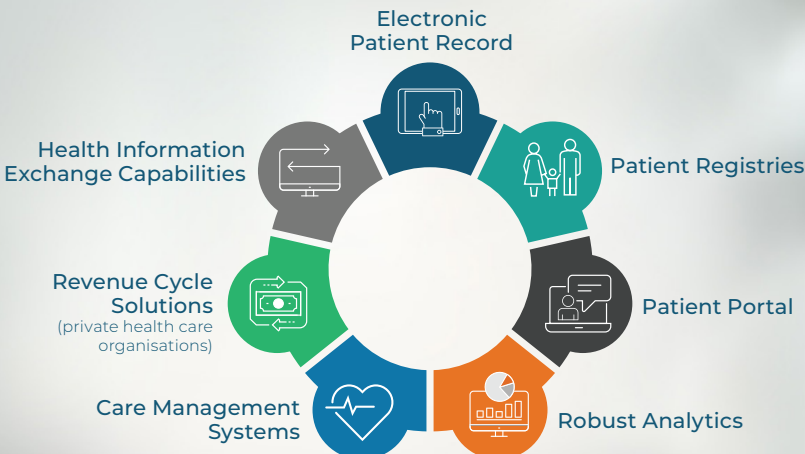 Electronic
Patient Record
Health Information
Exchange Capabilities
Patient Registries
Revenue Cycle
Solutions
(private health care
organisations)
Patient Portal
Care Management
Systems
Robust Analytics